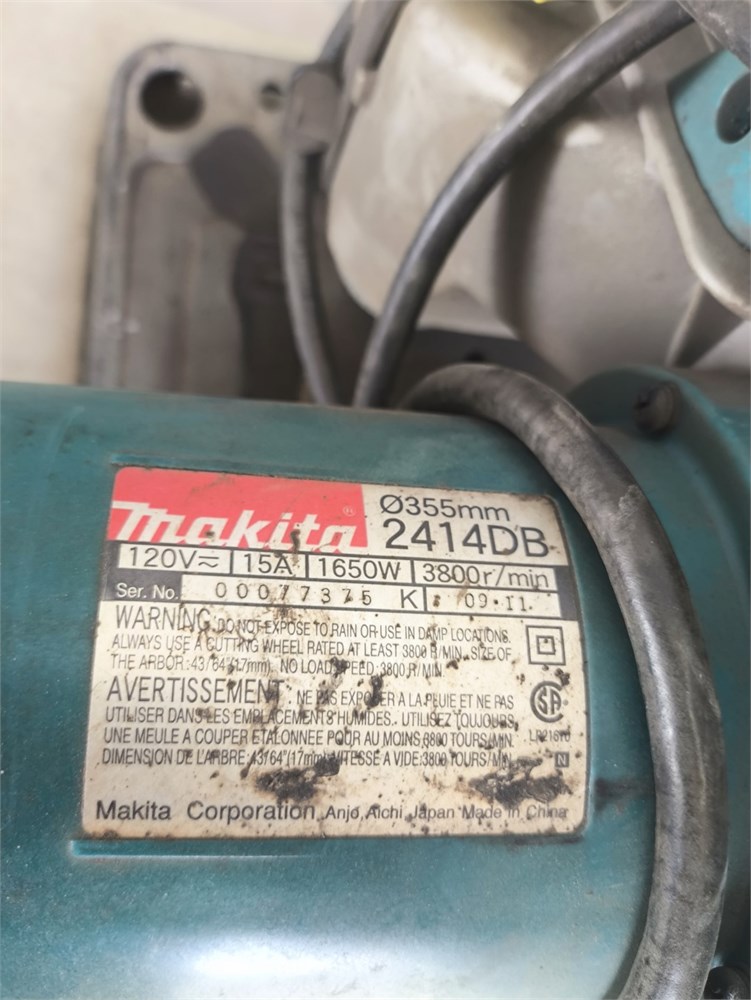 makita®
Ø355mm
2414DB
120V≂ 15A 1650W 3800r/min
Ser. No. 00077375 K 09·11
WARNING: DO NOT EXPOSE TO RAIN OR USE IN DAMP LOCATIONS.
ALWAYS USE A CUTTING WHEEL RATED AT LEAST 3800 R/MIN. SIZE OF
THE ARBOR:43/64"(17mm). NO LOAD SPEED:3800 R/MIN.
AVERTISSEMENT: NE PAS EXPOSER A LA PLUIE ET NE PAS
UTILISER DANS LES EMPLACEMENTS HUMIDES. UTILISEZ TOUJOURS
UNE MEULE A COUPER ETALONNEE POUR AU MOINS 3800 TOURS/MIN.
DIMENSION DE L'ARBRE:43/64"(17mm) VITESSE A VIDE:3800 TOURS/MIN
SA
N
Makita Corporation Anjo, Aichi, Japan Made in China